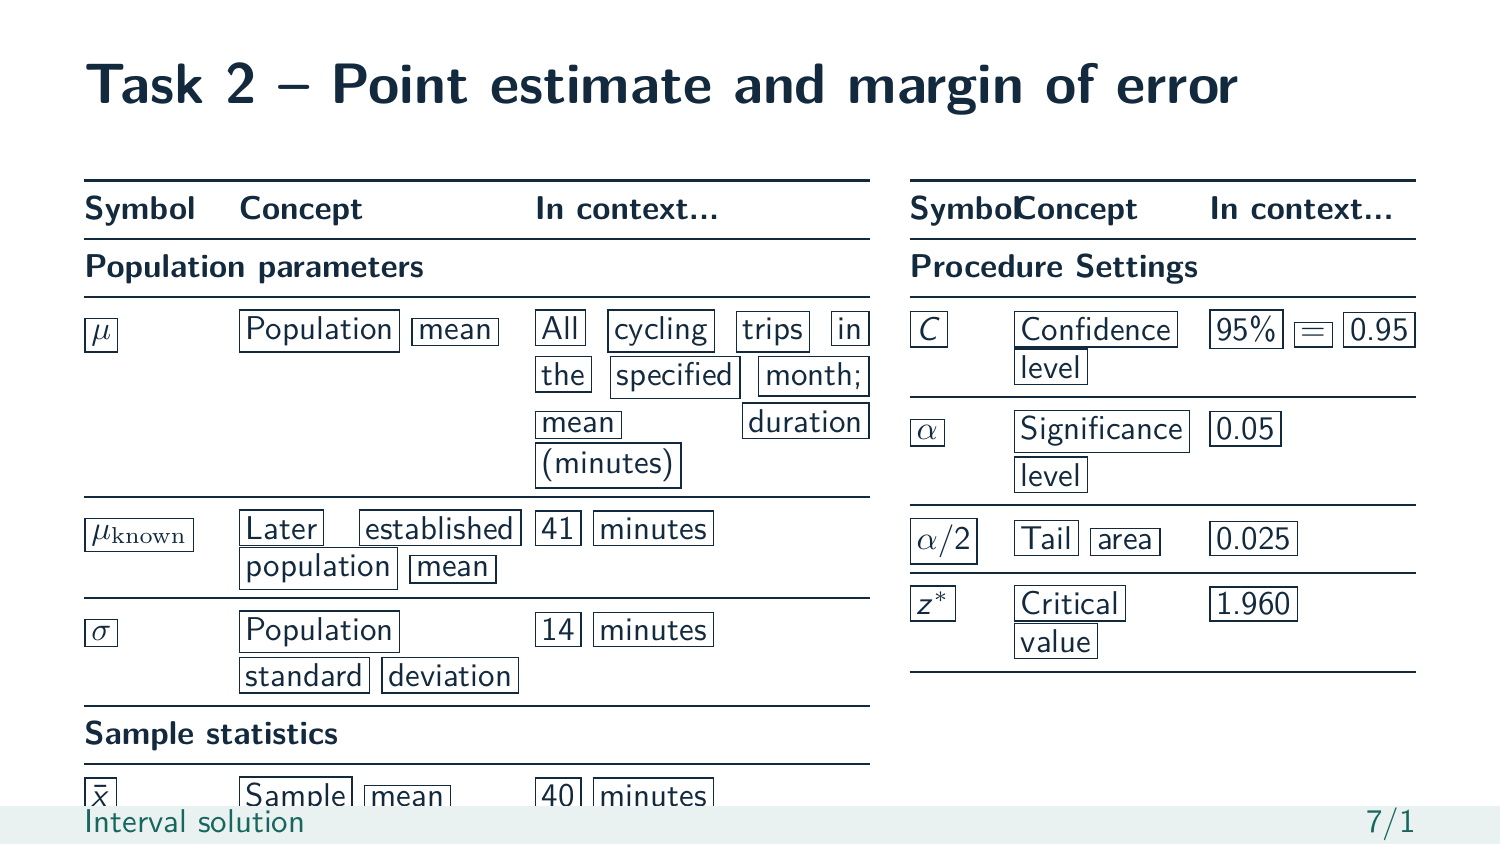 Task 2 – Point estimate and margin of error
Symbol Concept In context...
Population parameters
μ Population mean All cycling trips in
the specified month;
mean duration
(minutes)
μknown Later established 41 minutes
population mean
σ Population 14 minutes
standard deviation
Sample statistics
x̄ Sample mean 40 minutes
Symbol Concept In context...
Procedure Settings
C Confidence 95% = 0.95
level
α Significance 0.05
level
α/2 Tail area 0.025
z* Critical 1.960
value
Interval solution 7/1